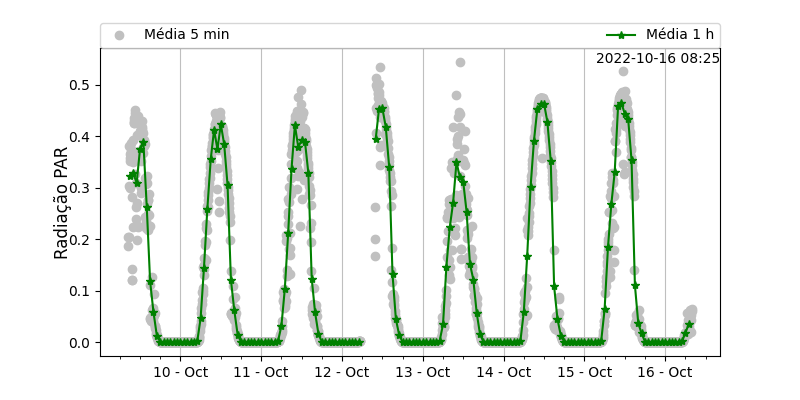 Média 5 min
Média 1 h
2022-10-16 08:25
Radiação PAR
0.5
0.4
0.3
0.2
0.1
0.0
10 - Oct
11 - Oct
12 - Oct
13 - Oct
14 - Oct
15 - Oct
16 - Oct